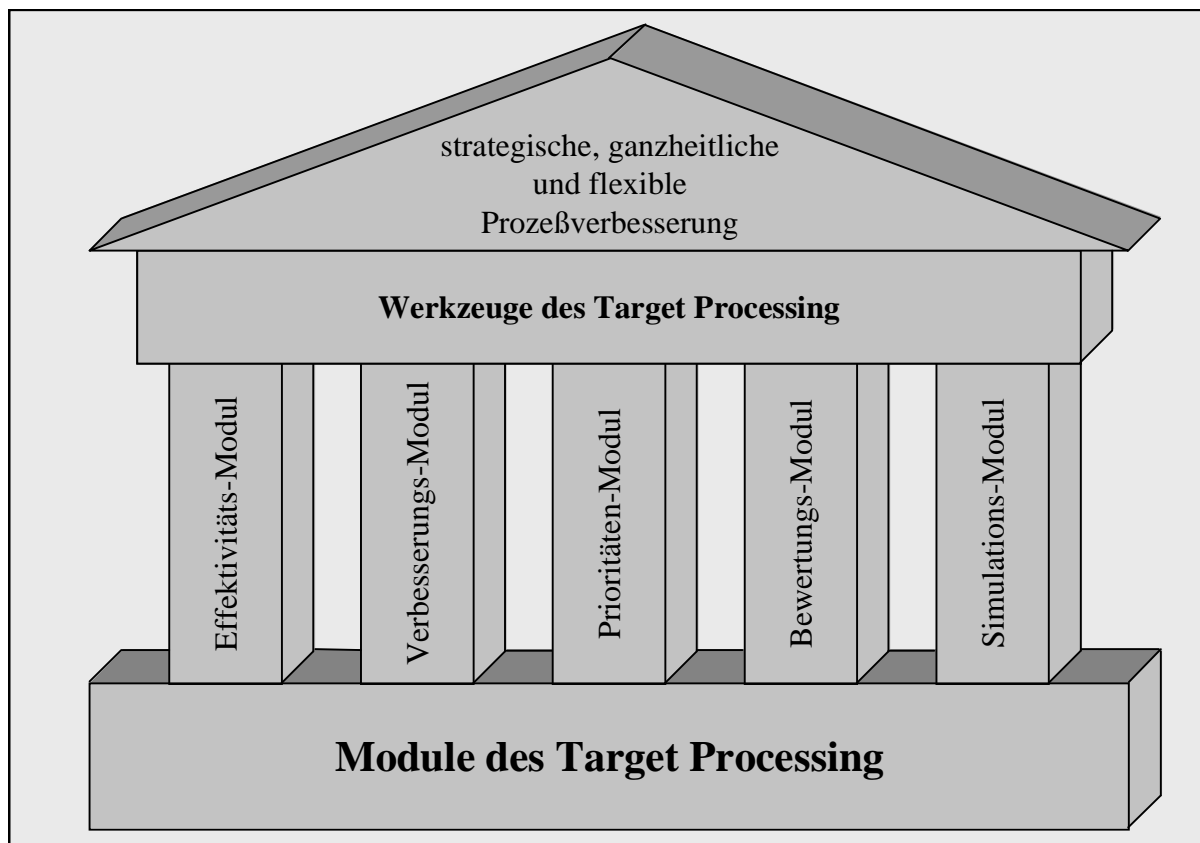 strategische, ganzheitliche
und flexible
Prozeßverbesserung
Werkzeuge des Target Processing
Effektivitäts-Modul
Verbesserungs-Modul
Prioritäten-Modul
Bewertungs-Modul
Simulations-Modul
Module des Target Processing